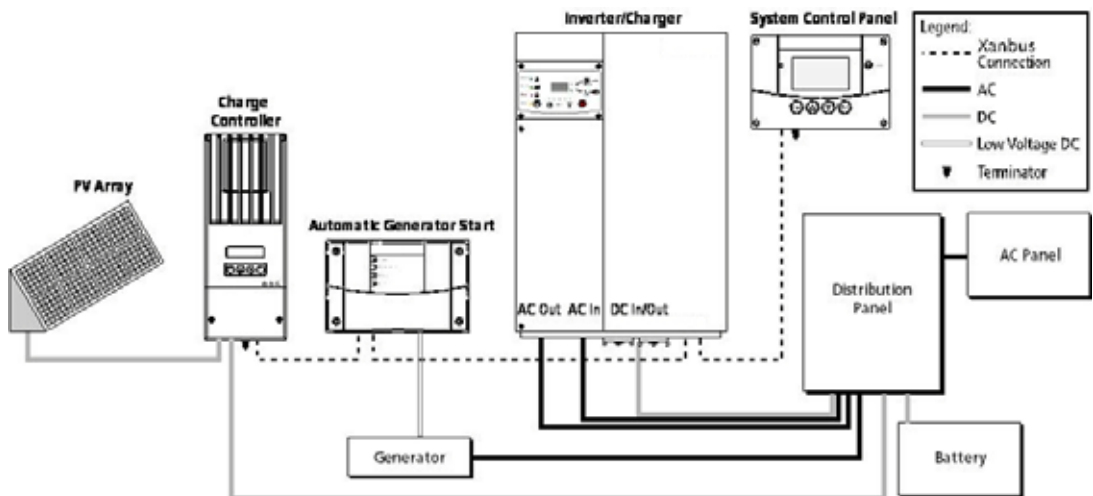 Inverter/Charger
System Control Panel
Legend:
Xanbus
Connection
AC
DC
Low Voltage DC
Terminator
Charge
Controller
PV Array
Automatic Generator Start
AC Out AC In DC In/Out
Distribution
Panel
AC Panel
Generator
Battery